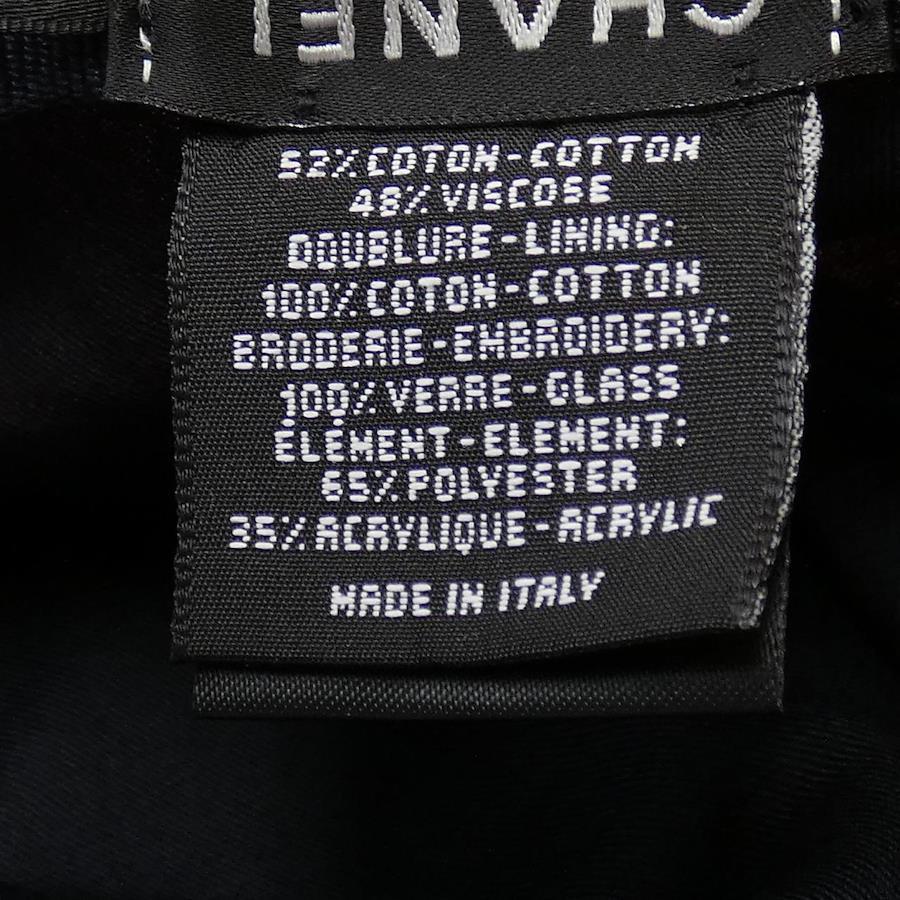 CHANEL
52% COTON - COTTON
48% VISCOSE
DOUBLURE - LINING:
100% COTON - COTTON
BRODERIE - EMBROIDERY:
100% VERRE - GLASS
ÉLÉMENT - ELEMENT:
65% POLYESTER
35% ACRYLIQUE - ACRYLIC
MADE IN ITALY